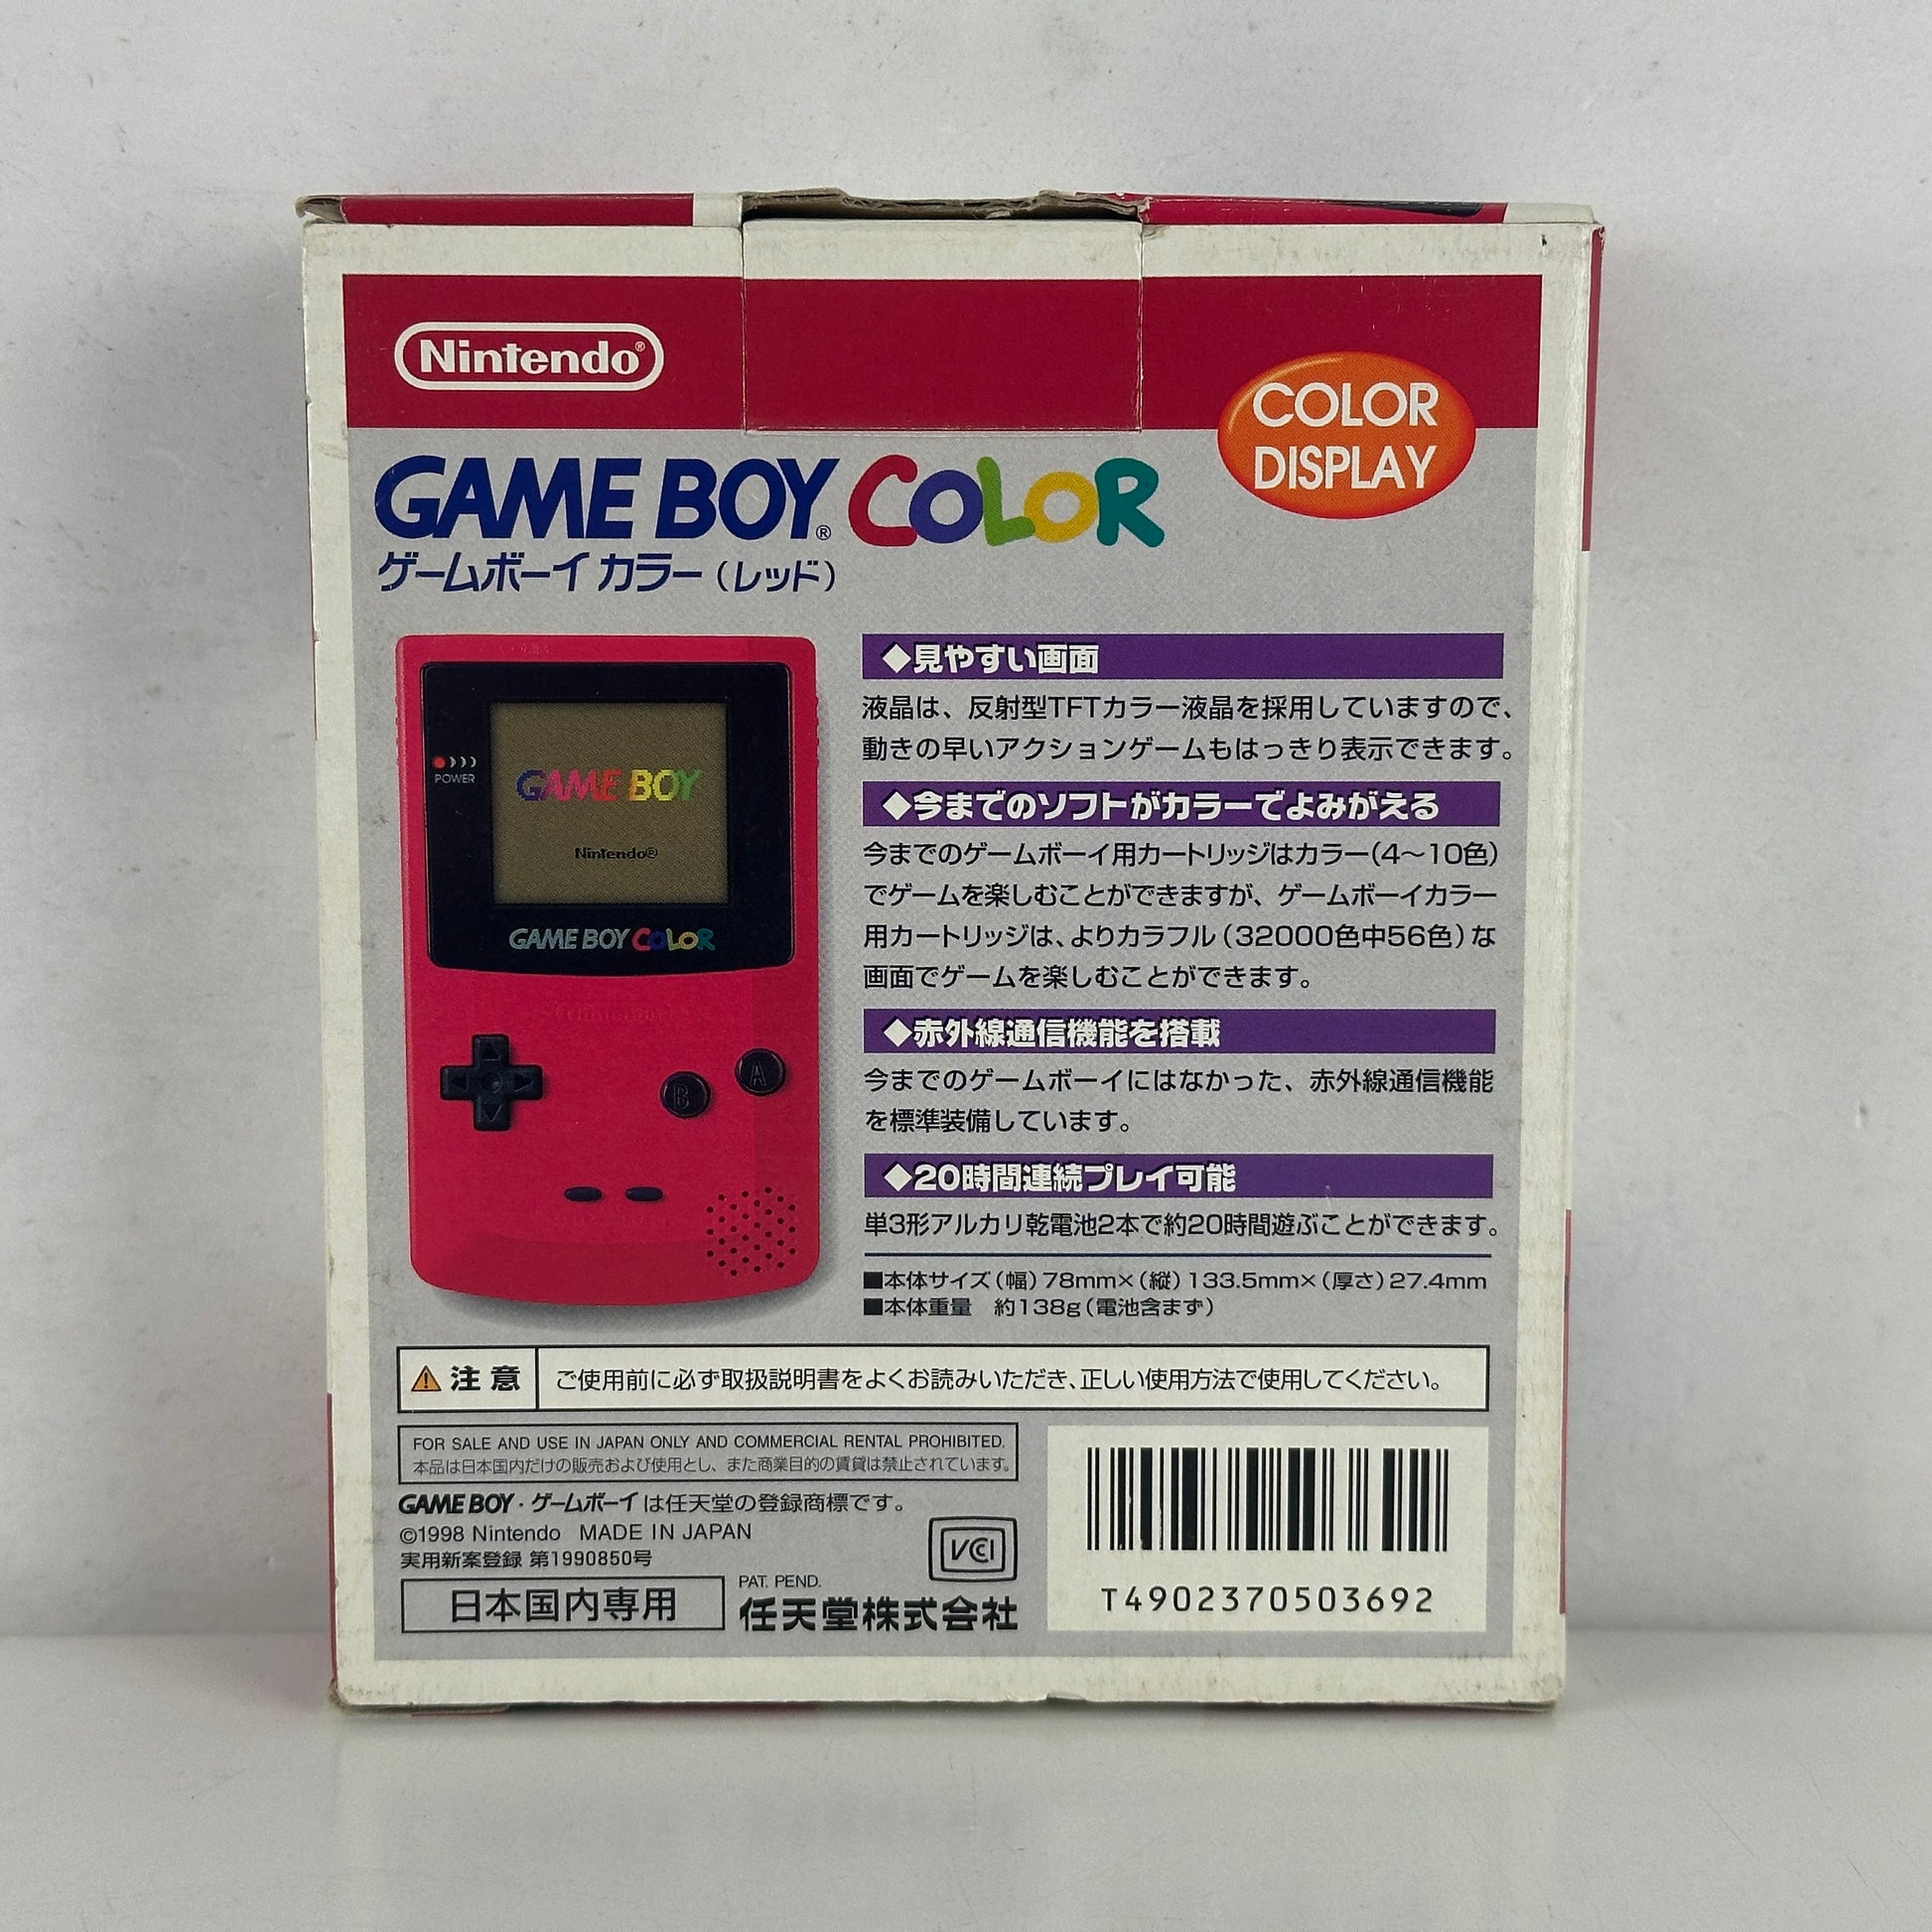 Nintendo®
COLOR
DISPLAY
GAME BOY® COLOR
ゲームボーイ カラー（レッド）
POWER
GAME BOY
Nintendo®
GAME BOY COLOR
B
A
◆見やすい画面
液晶は、反射型TFTカラー液晶を採用していますので、
動きの早いアクションゲームもはっきり表示できます。
◆今までのソフトがカラーでよみがえる
今までのゲームボーイ用カートリッジはカラー（4〜10色）
でゲームを楽しむことができますが、ゲームボーイカラー
用カートリッジは、よりカラフル（32000色中56色）な
画面でゲームを楽しむことができます。
◆赤外線通信機能を搭載
今までのゲームボーイにはなかった、赤外線通信機能
を標準装備しています。
◆20時間連続プレイ可能
単3形アルカリ乾電池2本で約20時間遊ぶことができます。
■本体サイズ（幅）78mm×（縦）133.5mm×（厚さ）27.4mm
■本体重量　約138g（電池含まず）
注意
ご使用前に必ず取扱説明書をよくお読みいただき、正しい使用方法で使用してください。
FOR SALE AND USE IN JAPAN ONLY AND COMMERCIAL RENTAL PROHIBITED.
本品は日本国内だけの販売および使用とし、また商業目的の賃貸は禁止されています。
GAME BOY・ゲームボーイは任天堂の登録商標です。
©1998 Nintendo MADE IN JAPAN
実用新案登録 第1990850号
VCCI
日本国内専用
PAT. PEND.
任天堂株式会社
T4902370503692